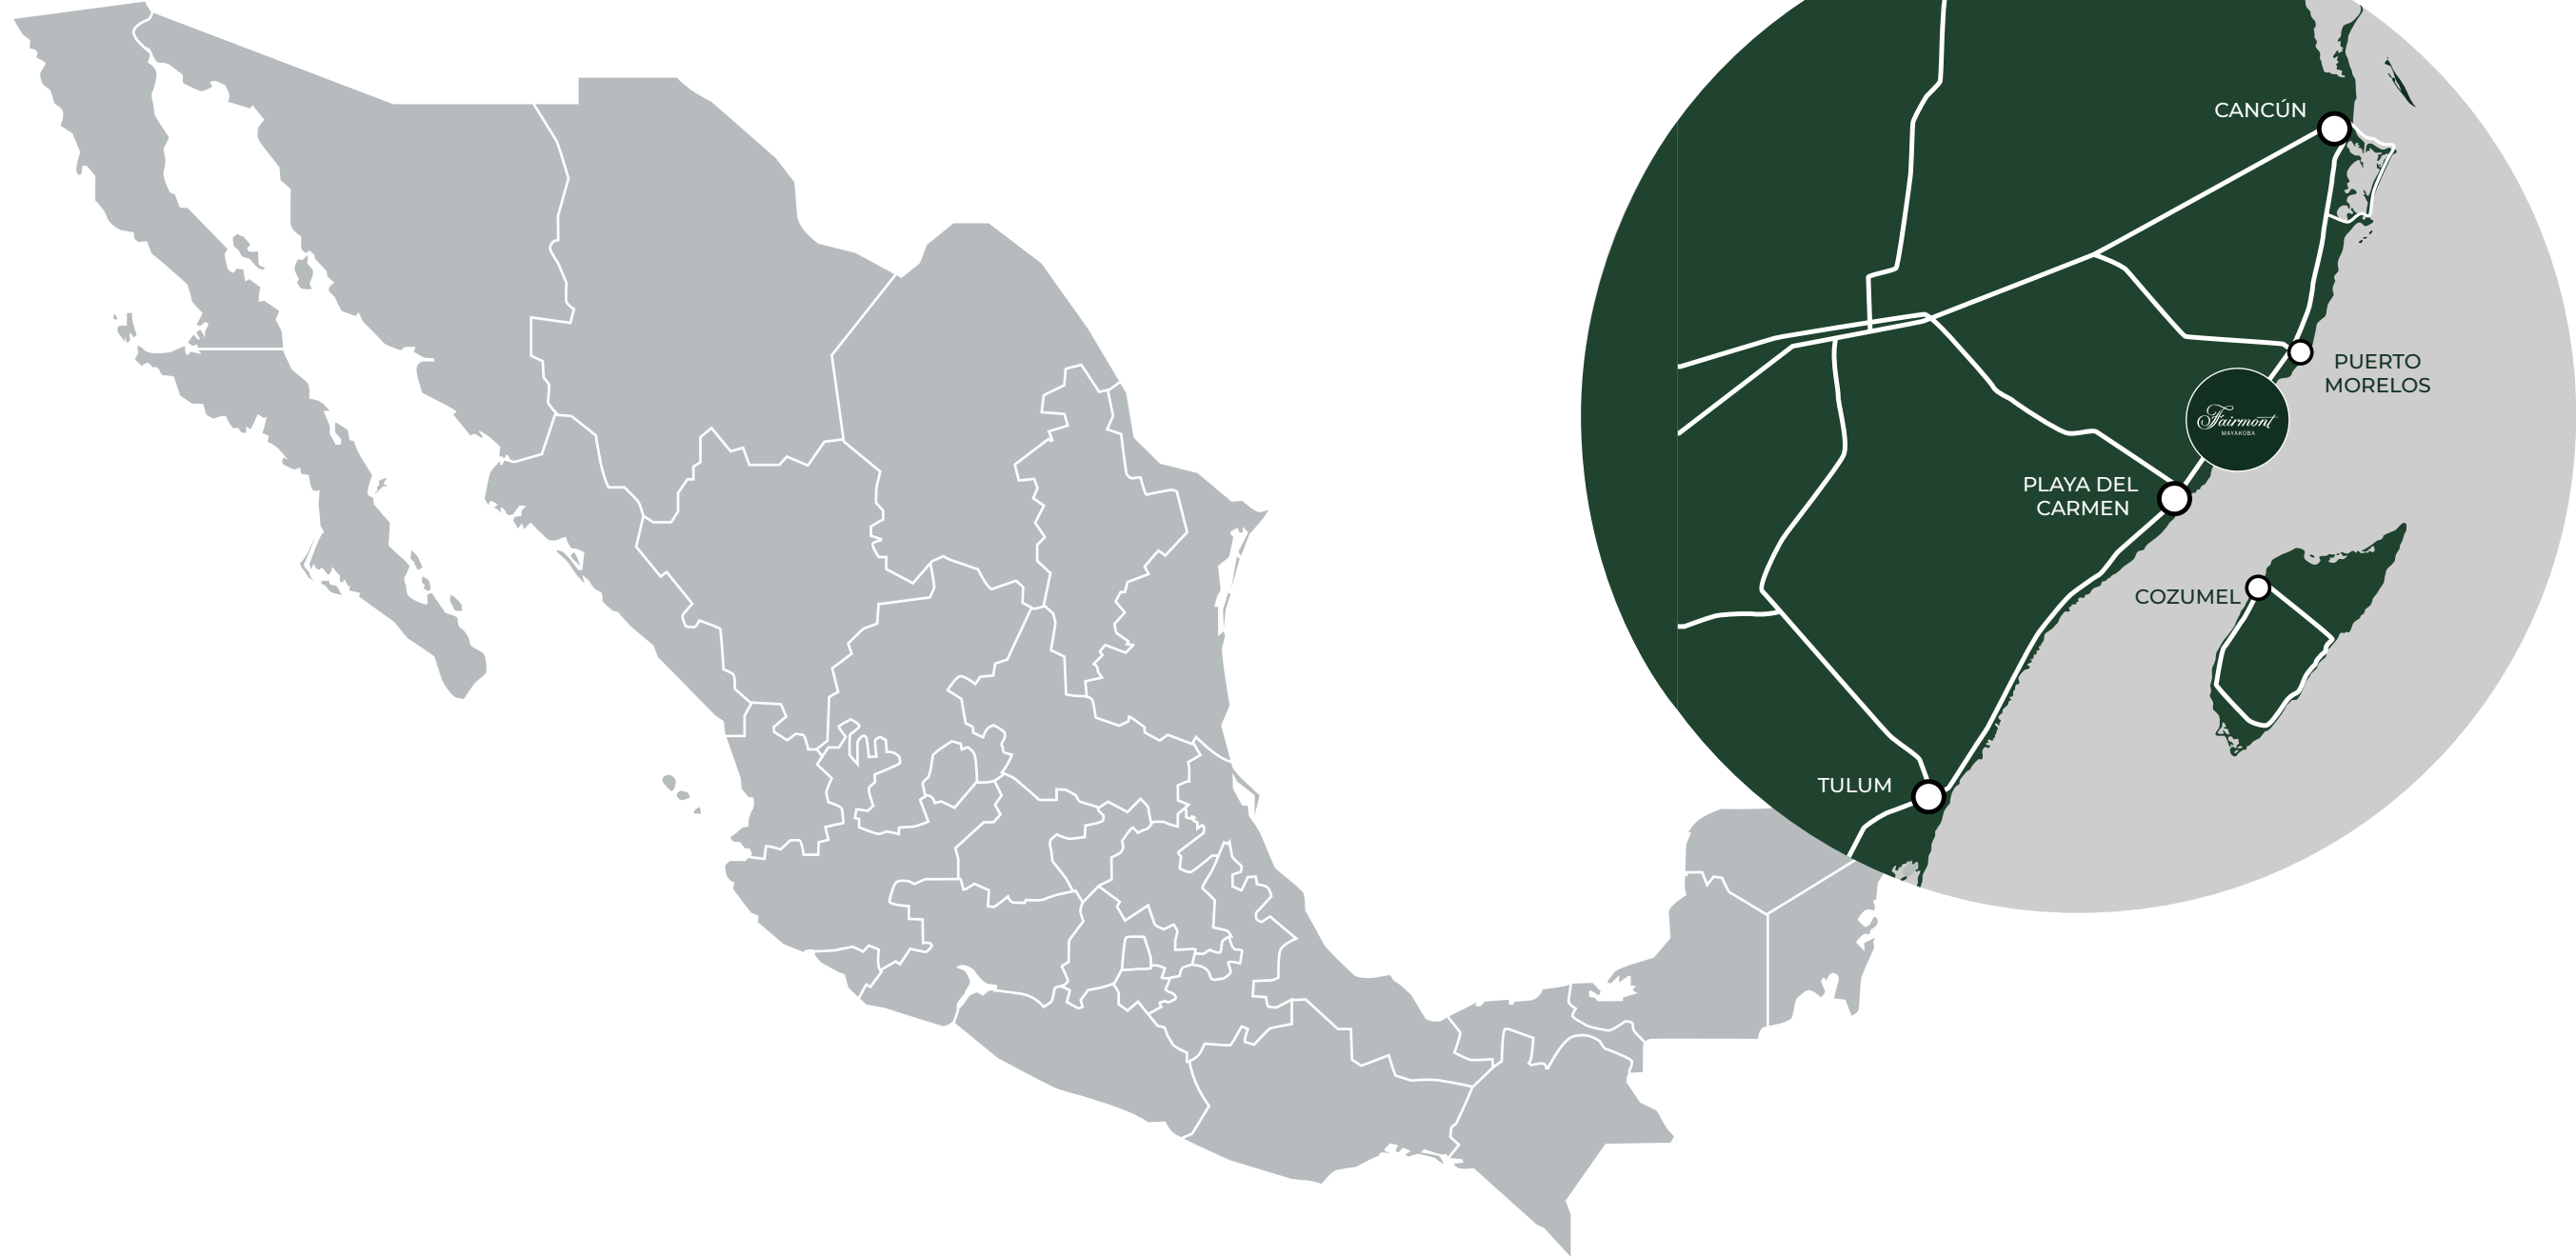 CANCÚN
PUERTO
MORELOS
Fairmont
MAYAKOBA
PLAYA DEL
CARMEN
COZUMEL
TULUM